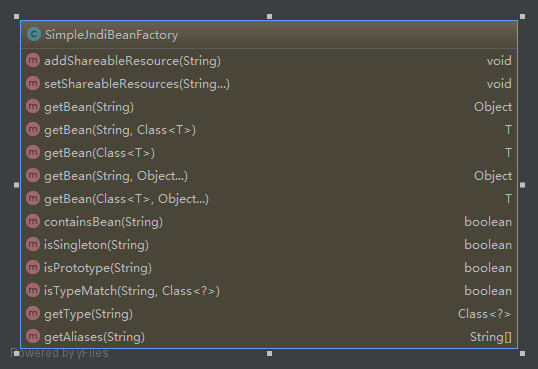 C SimpleJndiBeanFactory
m addShareableResource(String) void
m setShareableResources(String...) void
m getBean(String) Object
m getBean(String, Class<T>) T
m getBean(Class<T>) T
m getBean(String, Object...) Object
m getBean(Class<T>, Object...) T
m containsBean(String) boolean
m isSingleton(String) boolean
m isPrototype(String) boolean
m isTypeMatch(String, Class<?>) boolean
m getType(String) Class<?>
m getAliases(String) String[]
Powered by yFiles